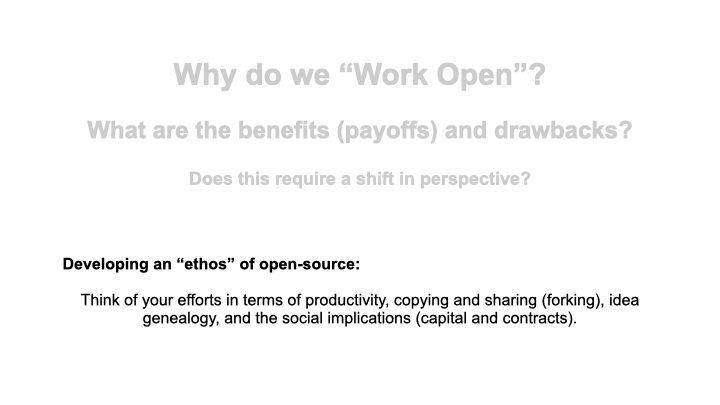 Why do we “Work Open”?
What are the benefits (payoffs) and drawbacks?
Does this require a shift in perspective?
Developing an “ethos” of open-source:
Think of your efforts in terms of productivity, copying and sharing (forking), idea
genealogy, and the social implications (capital and contracts).